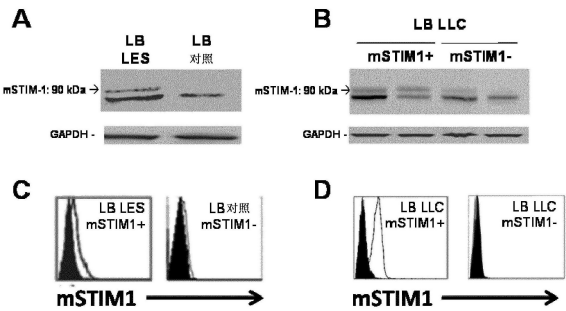 A
LB
LES
LB
对照
mSTIM-1: 90 kDa →
GAPDH -
B
LB LLC
mSTIM1+
mSTIM1-
mSTIM-1: 90 kDa →
GAPDH -
C
LB LES
mSTIM1+
LB对照
mSTIM1-
mSTIM1
D
LB LLC
mSTIM1+
LB LLC
mSTIM1-
mSTIM1